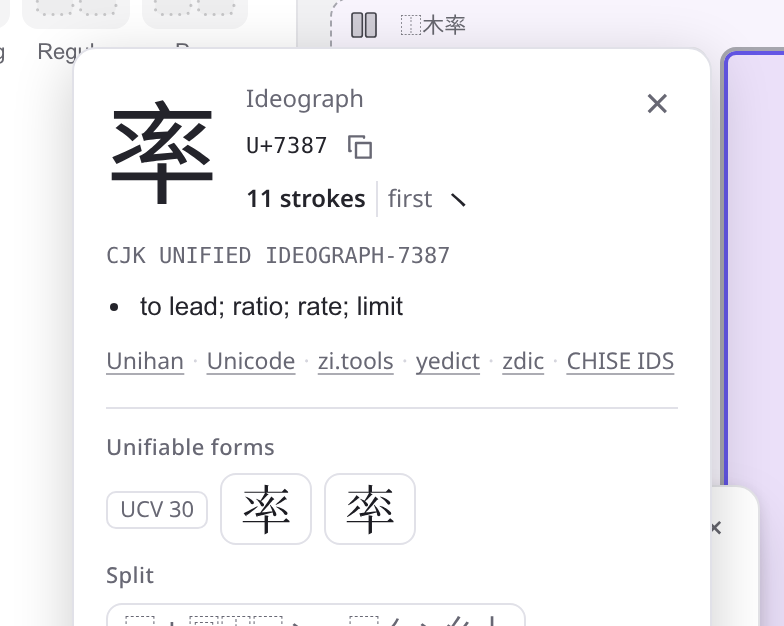 ⿰木率
率
Ideograph
U+7387
11 strokes first ㇔
CJK UNIFIED IDEOGRAPH-7387
• to lead; ratio; rate; limit
Unihan · Unicode · zi.tools · yedict · zdic · CHISE IDS
Unifiable forms
UCV 30 率 率
Split